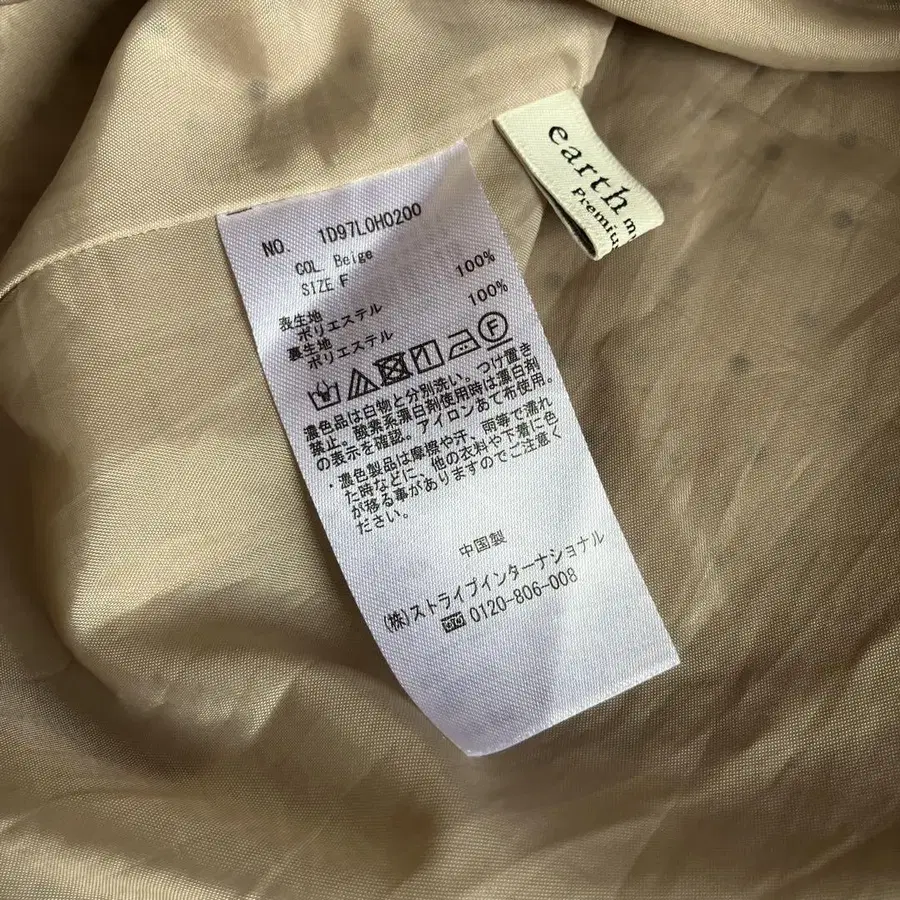 NO. 1D97L0H0200
COL Beige
SIZE F
表生地 100%
ポリエステル
裏生地 100%
ポリエステル
F
濃色品は白物と分別洗い。つけ置き
禁止。酸素系漂白剤使用時は漂白剤
の表示を確認。アイロンあて布使用。
・濃色製品は摩擦や汗、雨等で濡れ
た時などに、他の衣料や下着に色
が移る事がありますのでご注意く
ださい。
中国製
(株)ストライプインターナショナル
0120-806-008
earth